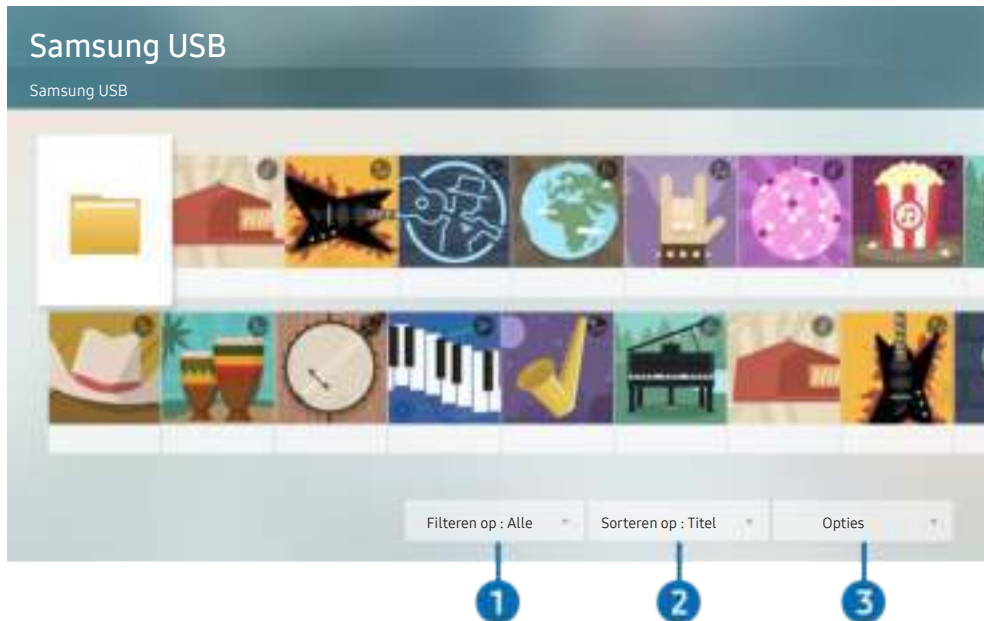 Samsung USB
Samsung USB
Filteren op : Alle
Sorteren op : Titel
Opties
1
2
3